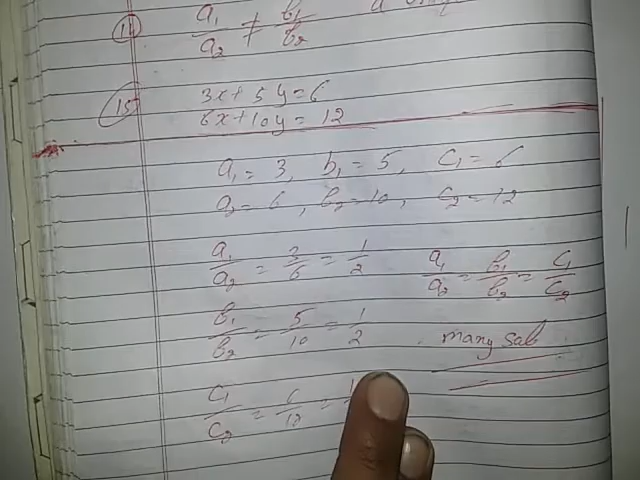 14 a₁/a₂ ≠ b₁/b₂ a
15 3x + 5y = 6
6x + 10y = 12
a₁ = 3, b₁ = 5, c₁ = 6
a₂ = 6, b₂ = 10, c₂ = 12
a₁/a₂ = 3/6 = 1/2 a₁/a₂ = b₁/b₂ = c₁/c₂
b₁/b₂ = 5/10 = 1/2 many sol
c₁/c₂ = 6/12 = 1